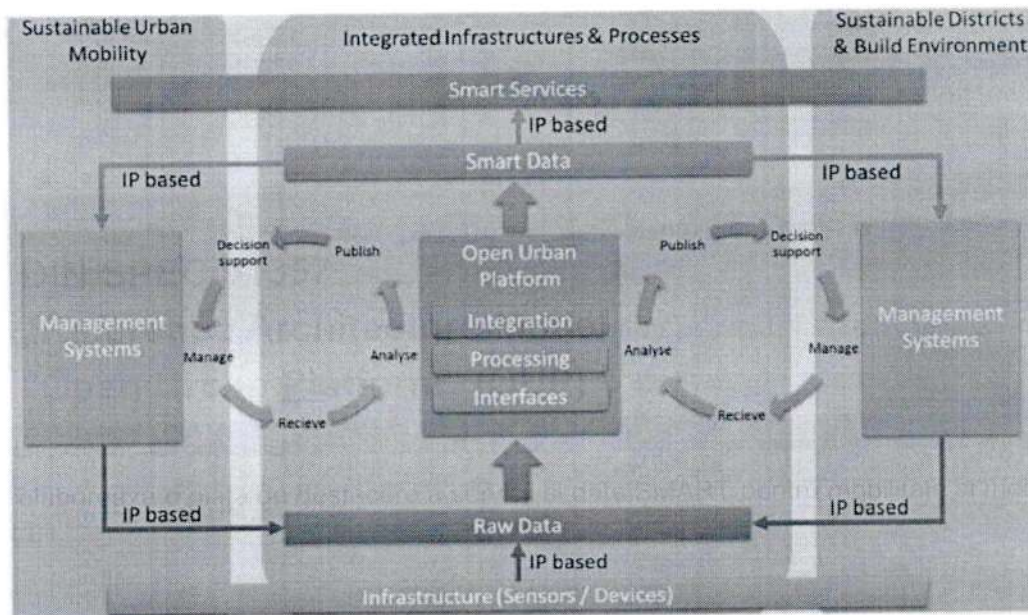 Sustainable Urban
Mobility
Integrated Infrastructures & Processes
Sustainable Districts
& Build Environment
Smart Services
IP based
Smart Data
IP based
IP based
Decision
support
Publish
Open Urban
Platform
Publish
Decision
support
Management
Systems
Integration
Management
Systems
Manage
Analyse
Processing
Analyse
Manage
Interfaces
Recieve
Recieve
IP based
Raw Data
IP based
IP based
Infrastructure (Sensors / Devices)